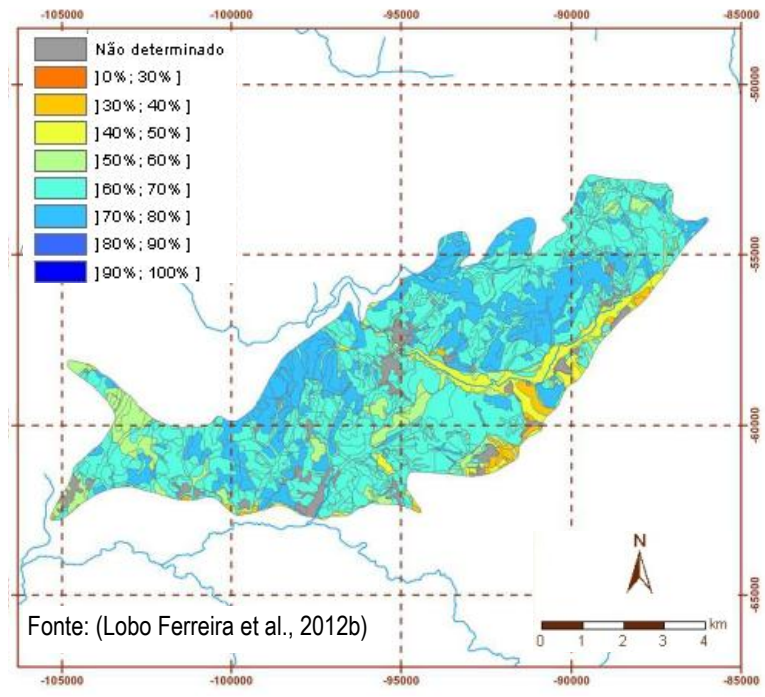 -105000 -100000 -95000 -90000 -85000
Não determinado
]0%; 30%]
]30%; 40%]
]40%; 50%]
]50%; 60%]
]60%; 70%]
]70%; 80%]
]80%; 90%]
]90%; 100%]
-50000
-55000
-60000
-65000
N
km
0 1 2 3 4
Fonte: (Lobo Ferreira et al., 2012b)
-105000 -100000 -95000 -90000 -85000